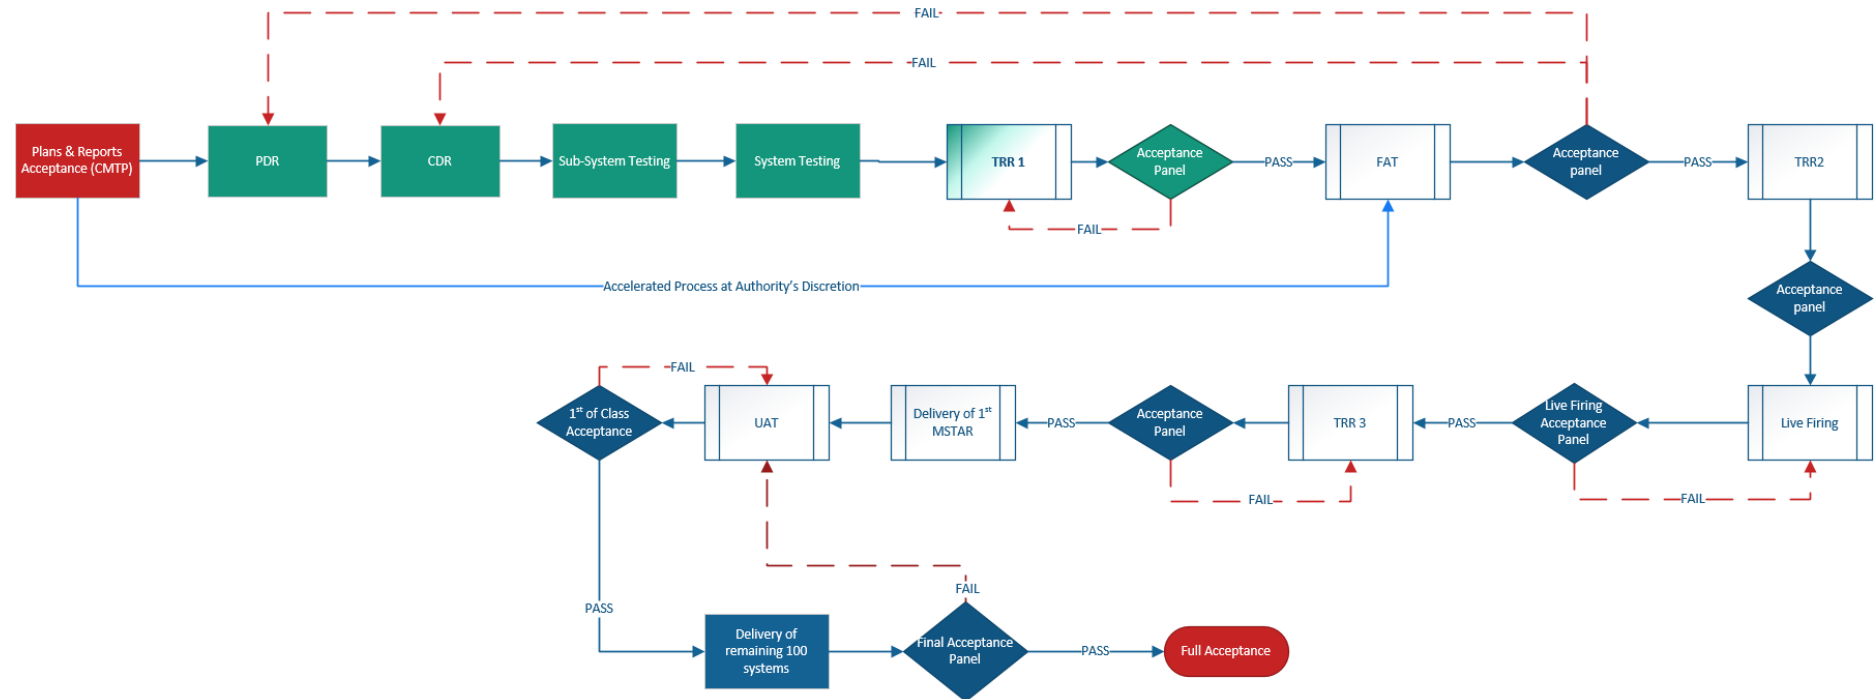 FAIL
FAIL
Plans & Reports
Acceptance (CMTP)
PDR
CDR
Sub-System Testing
System Testing
TRR 1
Acceptance
Panel
PASS
FAT
Acceptance
panel
PASS
TRR2
FAIL
Accelerated Process at Authority's Discretion
Acceptance
panel
FAIL
1st of Class
Acceptance
UAT
Delivery of 1st
MSTAR
PASS
Acceptance
Panel
TRR 3
PASS
Live Firing
Acceptance
Panel
Live Firing
FAIL
FAIL
FAIL
PASS
Delivery of
remaining 100
systems
Final Acceptance
Panel
PASS
Full Acceptance